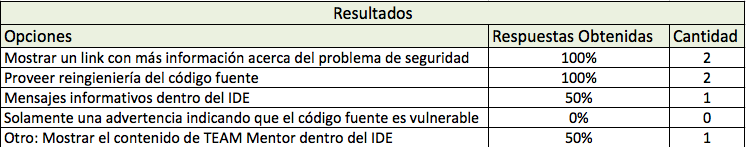 Resultados
Opciones Respuestas Obtenidas Cantidad
Mostrar un link con más información acerca del problema de seguridad 100% 2
Proveer reingieniería del código fuente 100% 2
Mensajes informativos dentro del IDE 50% 1
Solamente una advertencia indicando que el código fuente es vulnerable 0% 0
Otro: Mostrar el contenido de TEAM Mentor dentro del IDE 50% 1